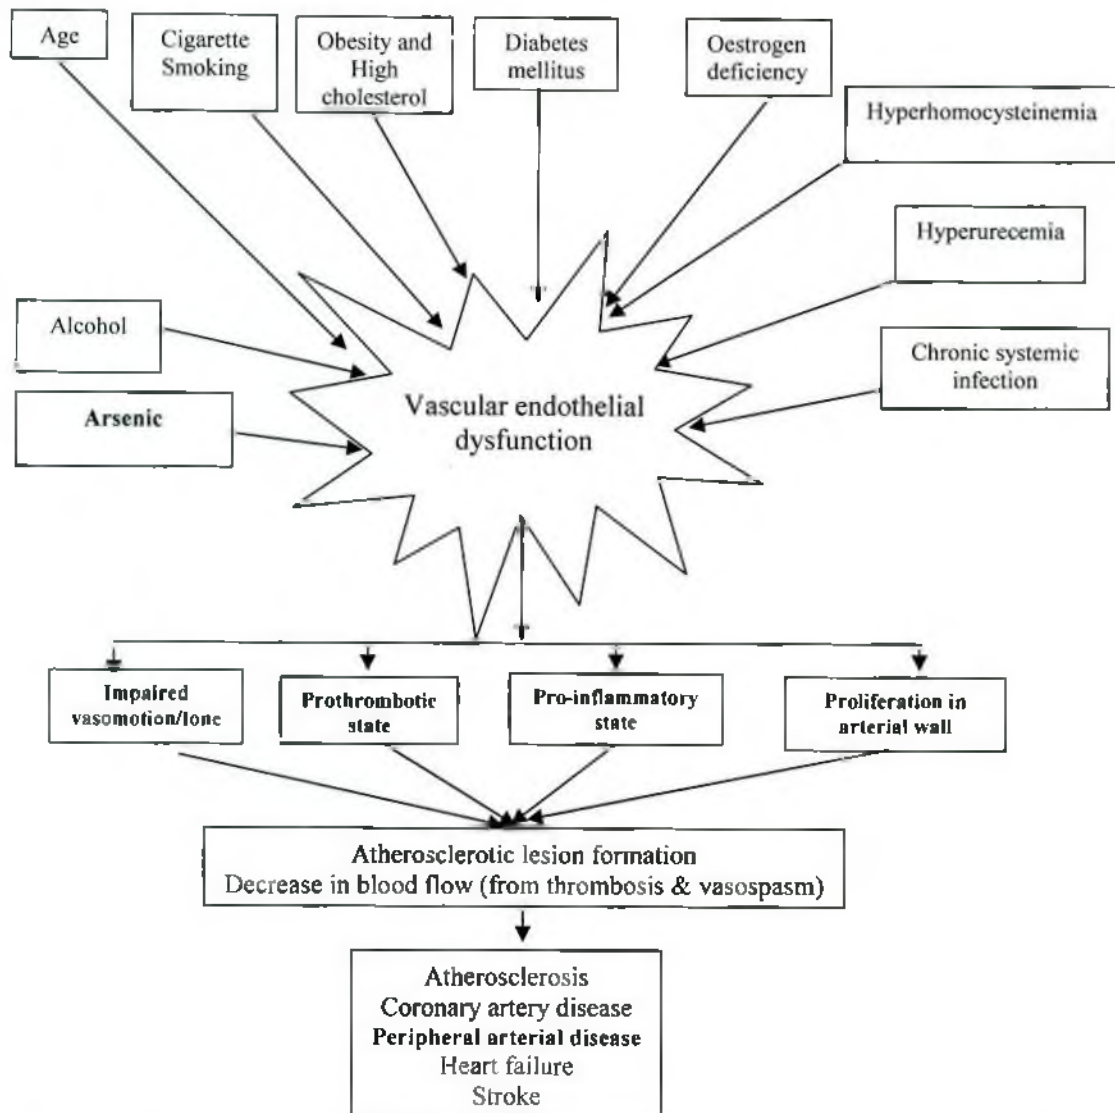 Age
Cigarette
Smoking
Obesity and
High
cholesterol
Diabetes
mellitus
Oestrogen
deficiency
Hyperhomocysteinemia
Hyperurecemia
Chronic systemic
infection
Alcohol
Arsenic
Vascular endothelial
dysfunction
Impaired
vasomotion/tone
Prothrombotic
state
Pro-inflammatory
state
Proliferation in
arterial wall
Atherosclerotic lesion formation
Decrease in blood flow (from thrombosis & vasospasm)
Atherosclerosis
Coronary artery disease
Peripheral arterial disease
Heart failure
Stroke